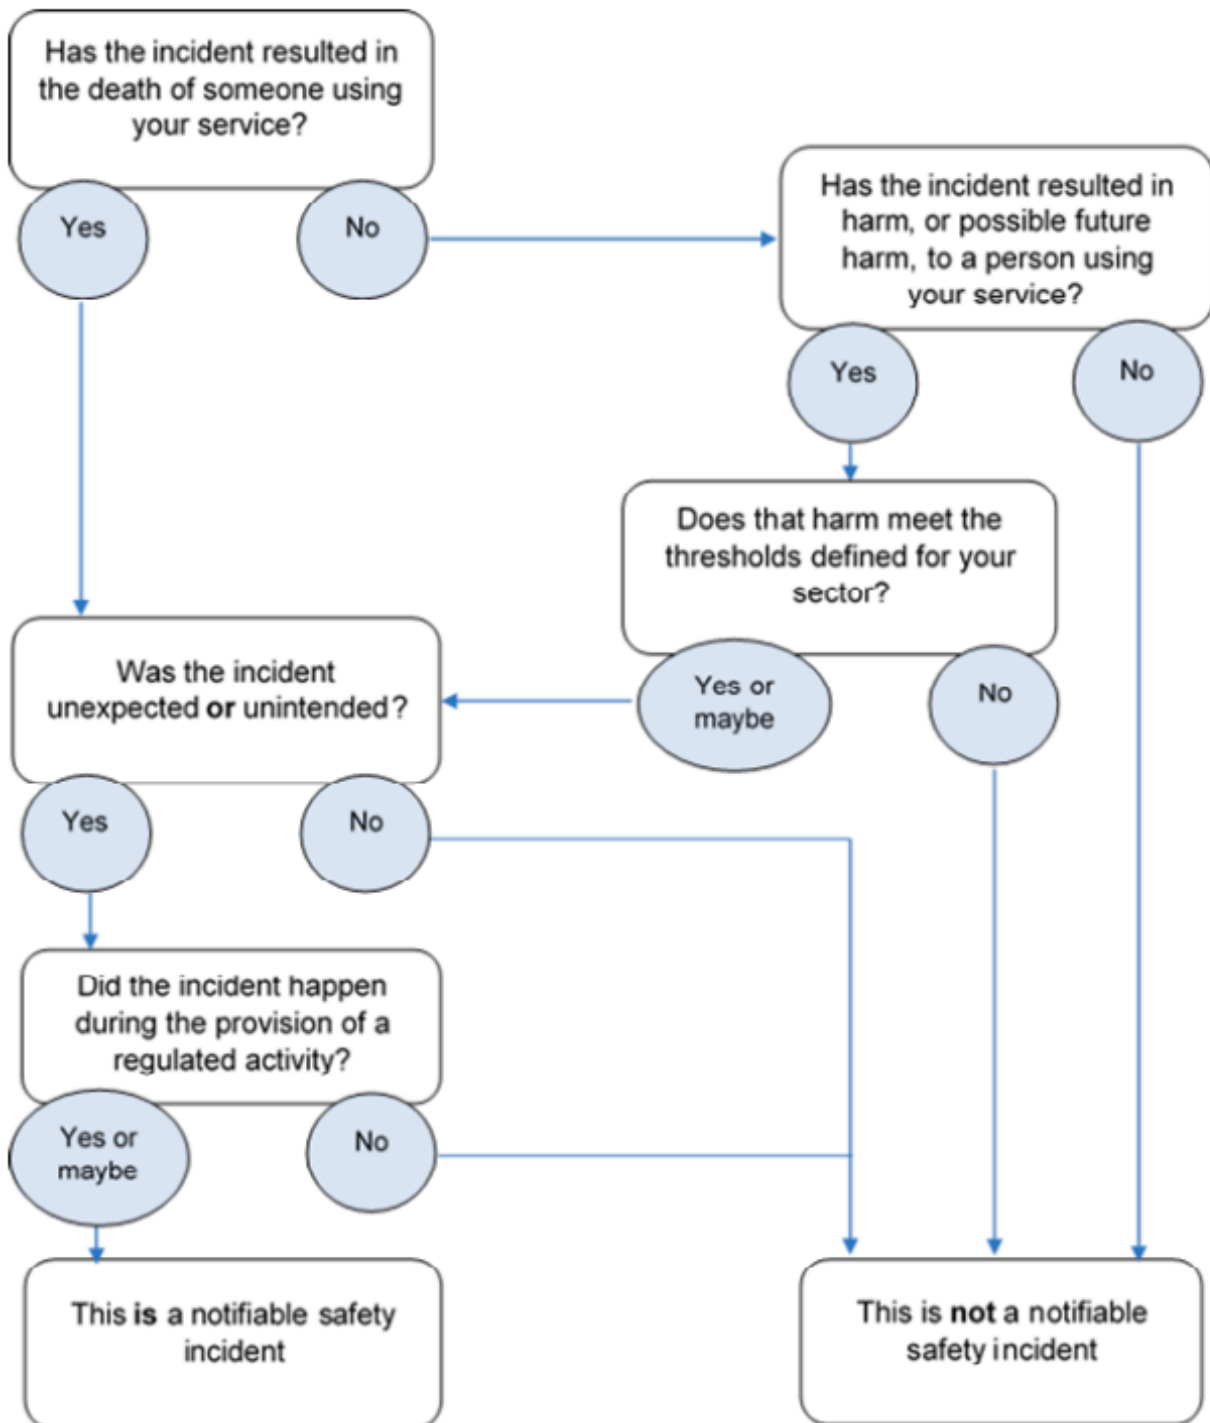 Has the incident resulted in
the death of someone using
your service?
Yes
No
Has the incident resulted in
harm, or possible future
harm, to a person using
your service?
Yes
No
Does that harm meet the
thresholds defined for your
sector?
Yes or
maybe
No
Was the incident
unexpected or unintended?
Yes
No
Did the incident happen
during the provision of a
regulated activity?
Yes or
maybe
No
This is a notifiable safety
incident
This is not a notifiable
safety incident